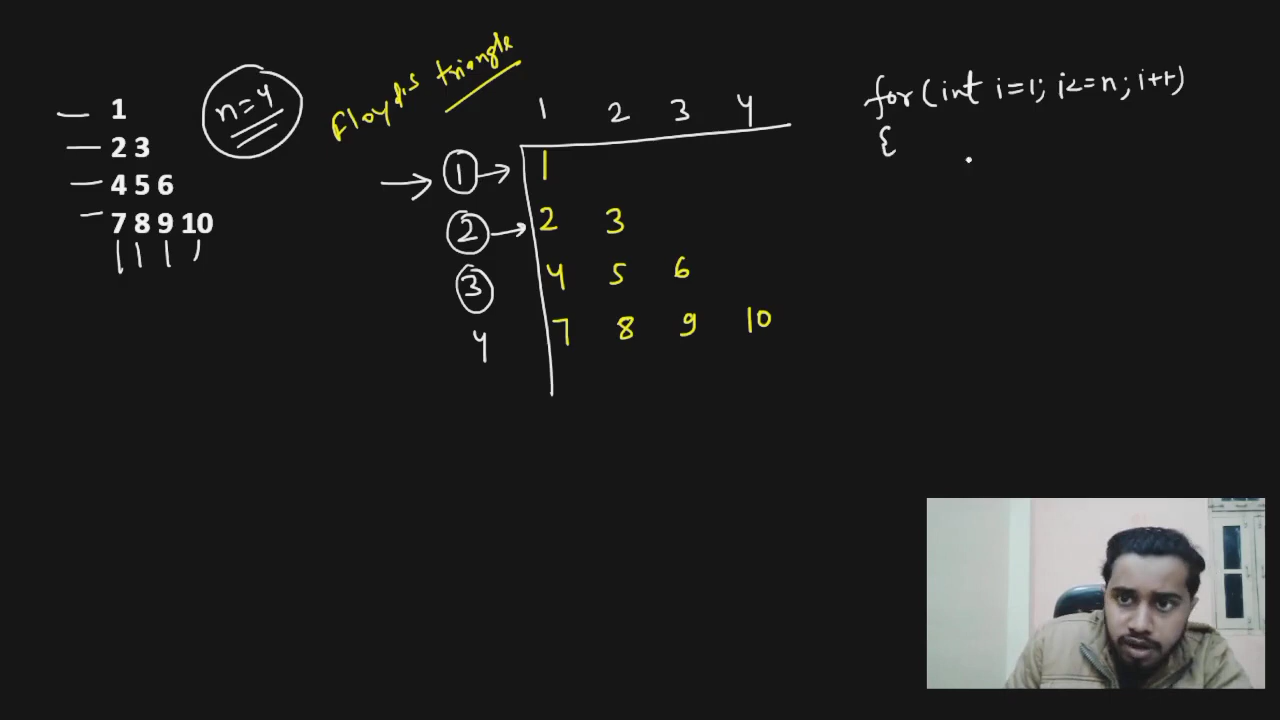 1
2 3
4 5 6
7 8 9 10
n=4
Floyd's triangle
1 2 3 4
1 1
2 2 3
3 4 5 6
4 7 8 9 10
for(int i=1; i<=n; i++)
{